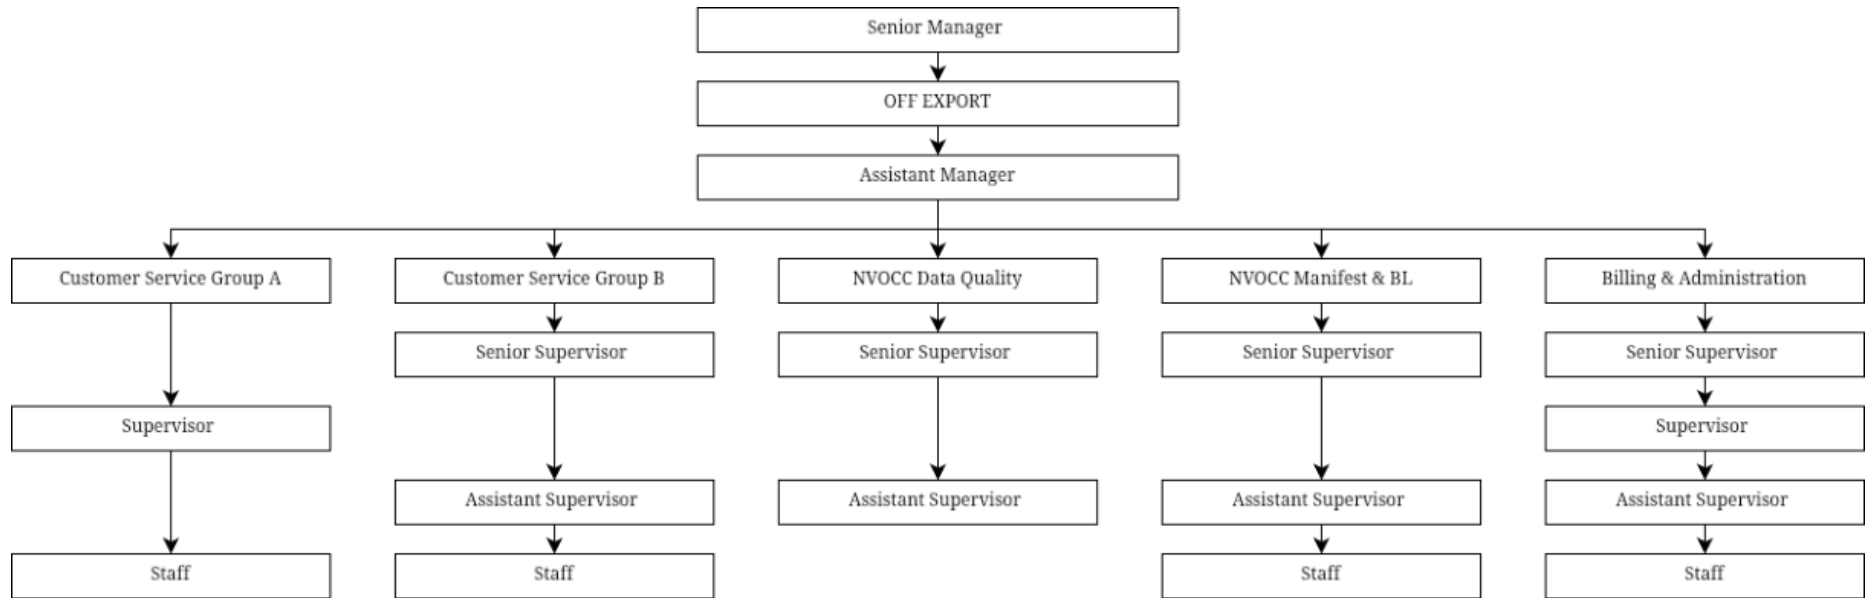 Senior Manager
OFF EXPORT
Assistant Manager
Customer Service Group A
Customer Service Group B
NVOCC Data Quality
NVOCC Manifest & BL
Billing & Administration
Senior Supervisor
Senior Supervisor
Senior Supervisor
Senior Supervisor
Supervisor
Supervisor
Assistant Supervisor
Assistant Supervisor
Assistant Supervisor
Assistant Supervisor
Staff
Staff
Staff
Staff